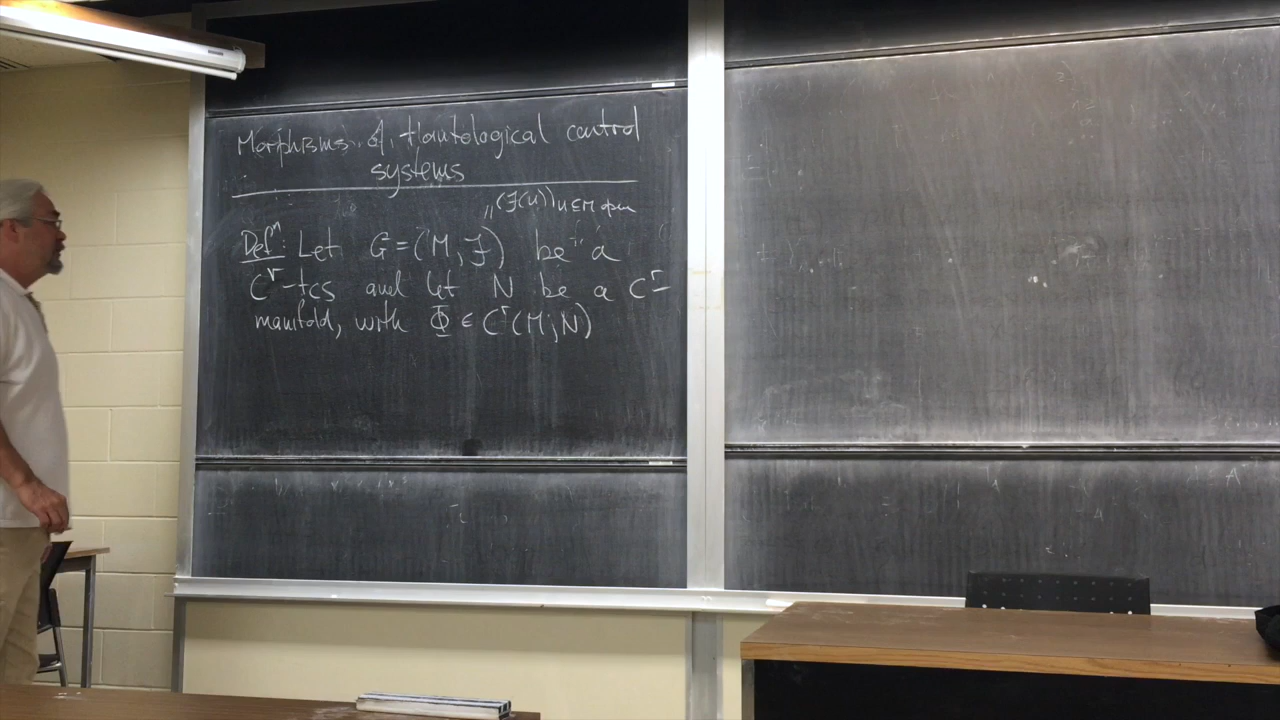 Morphisms of tautological control
systems
"(ℱ(U))U⊆M open
Defⁿ: Let G = (M, ℱ) be a
Cʳ-tcs and let N be a Cʳ-
manifold, with Φ ∈ Cʳ(M; N)